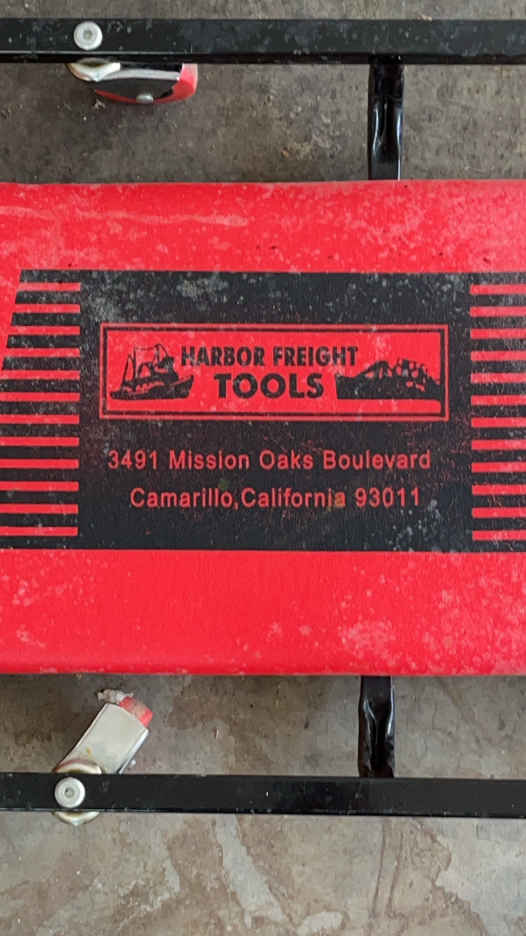 HARBOR FREIGHT
TOOLS
3491 Mission Oaks Boulevard
Camarillo,California 93011